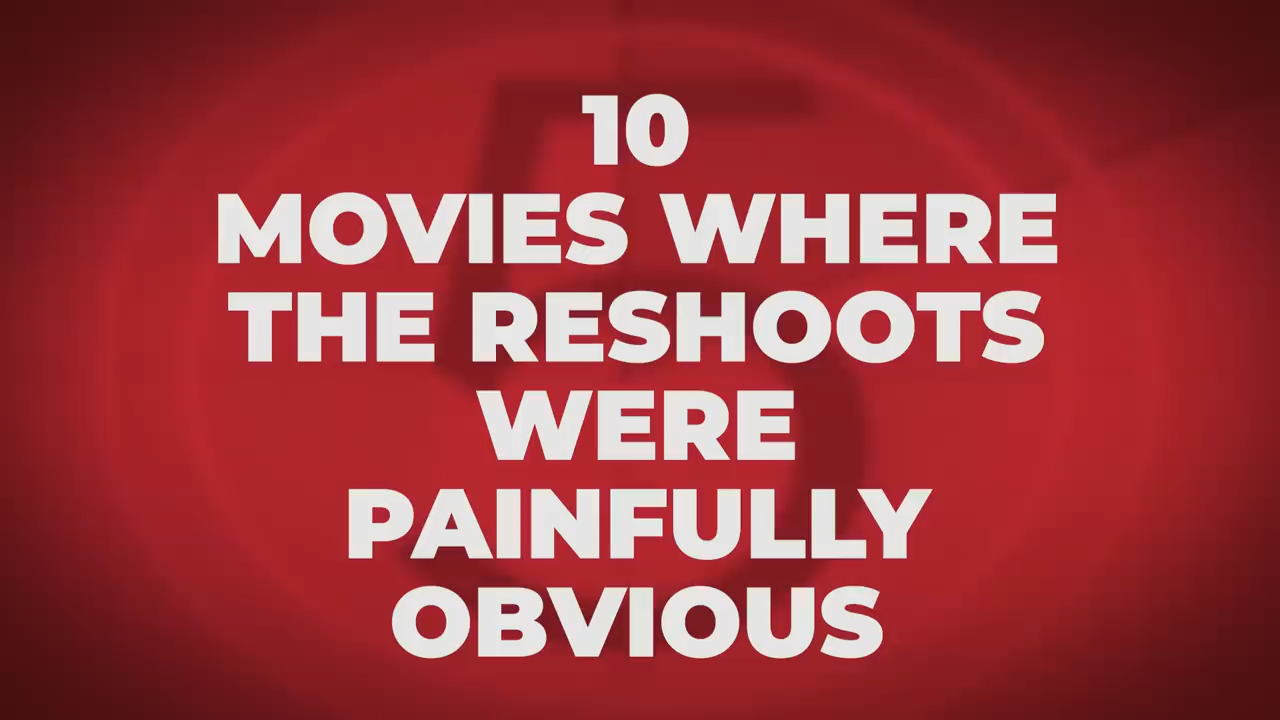 10
MOVIES WHERE
THE RESHOOTS
WERE
PAINFULLY
OBVIOUS